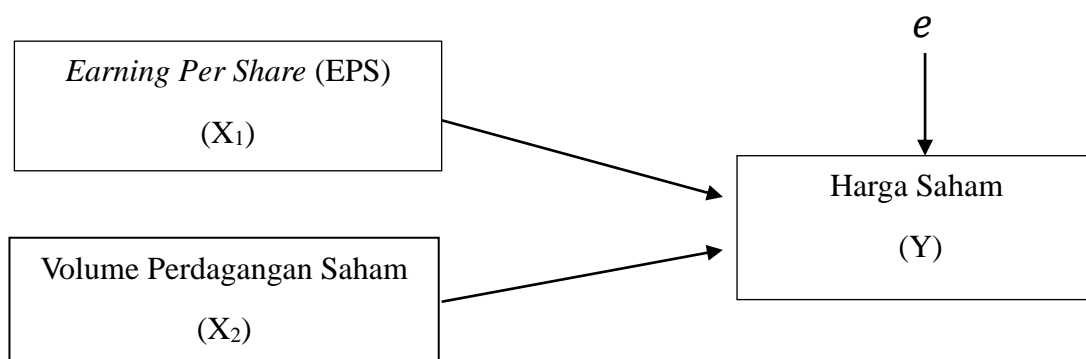 e
Earning Per Share (EPS)
(X₁)
Harga Saham
(Y)
Volume Perdagangan Saham
(X₂)